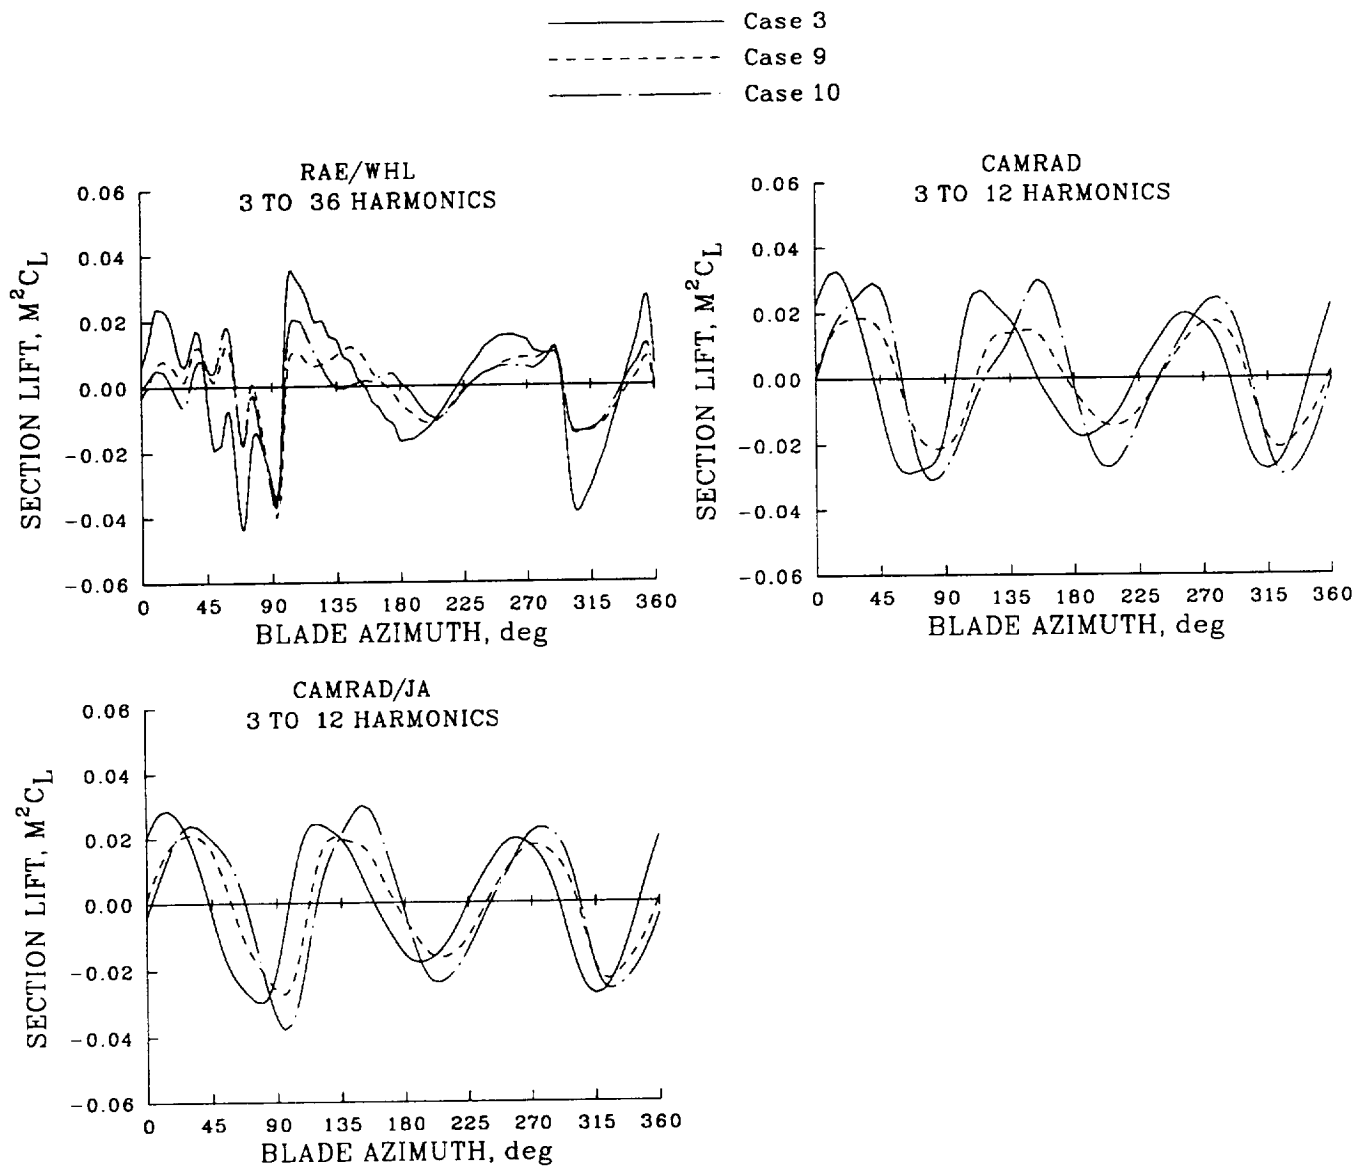 Case 3
Case 9
Case 10
RAE/WHL
3 TO 36 HARMONICS
0.06
0.04
0.02
0.00
-0.02
-0.04
-0.06
SECTION LIFT, M²C_L
0 45 90 135 180 225 270 315 360
BLADE AZIMUTH, deg
CAMRAD
3 TO 12 HARMONICS
0.06
0.04
0.02
0.00
-0.02
-0.04
-0.06
SECTION LIFT, M²C_L
0 45 90 135 180 225 270 315 360
BLADE AZIMUTH, deg
CAMRAD/JA
3 TO 12 HARMONICS
0.06
0.04
0.02
0.00
-0.02
-0.04
-0.06
SECTION LIFT, M²C_L
0 45 90 135 180 225 270 315 360
BLADE AZIMUTH, deg